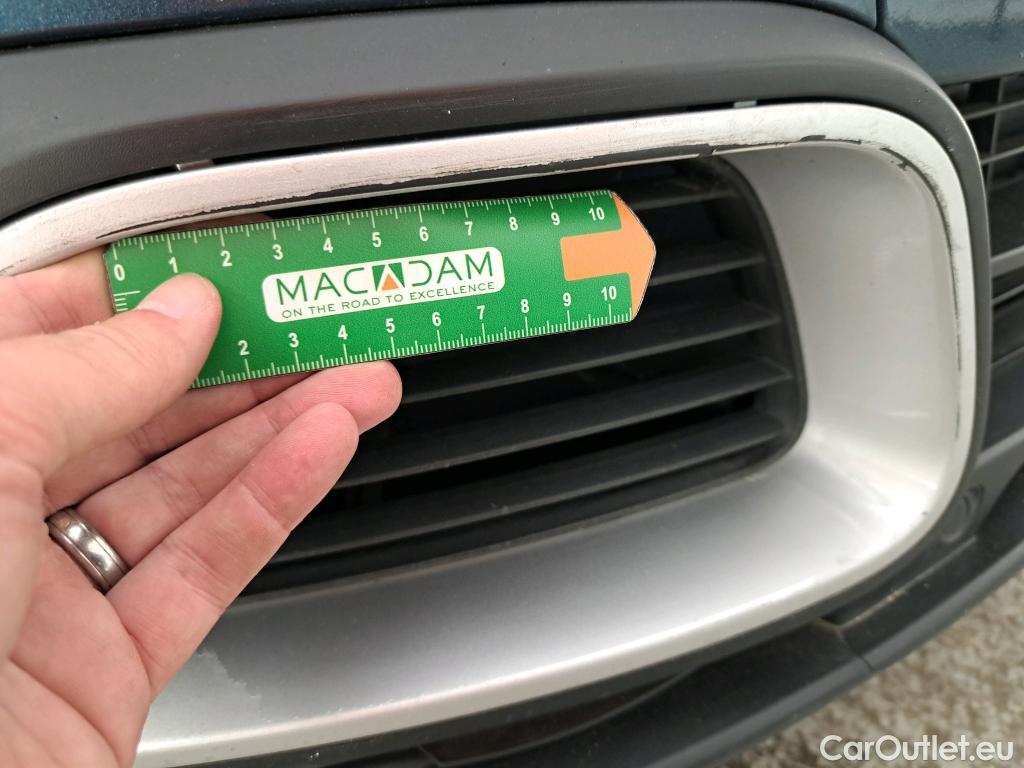 0 1 2 3 4 5 6 7 8 9 10
MACADAM
ON THE ROAD TO EXCELLENCE
2 3 4 5 6 7 8 9 10
CarOutlet.eu